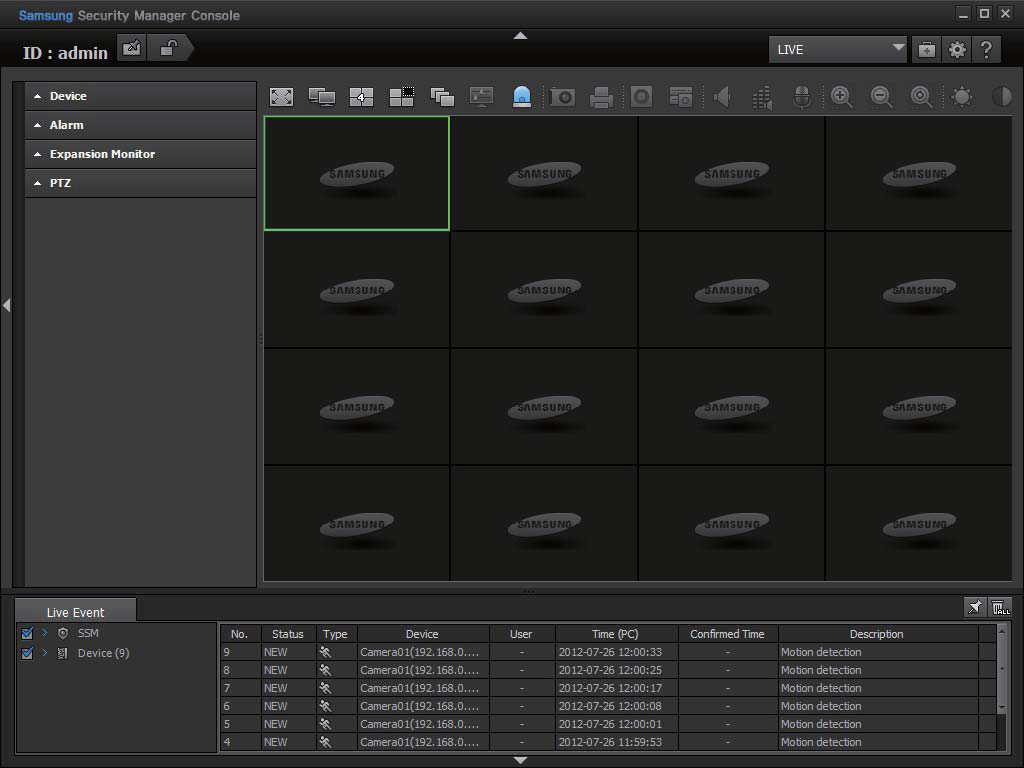 Samsung Security Manager Console
ID : admin
LIVE
Device
Alarm
Expansion Monitor
PTZ
SAMSUNG SAMSUNG SAMSUNG SAMSUNG
SAMSUNG SAMSUNG SAMSUNG SAMSUNG
SAMSUNG SAMSUNG SAMSUNG SAMSUNG
SAMSUNG SAMSUNG SAMSUNG SAMSUNG
Live Event
ALL
SSM
Device (9)
No. Status Type Device User Time (PC) Confirmed Time Description
9 NEW Camera01(192.168.0.... - 2012-07-26 12:00:33 - Motion detection
8 NEW Camera01(192.168.0.... - 2012-07-26 12:00:25 - Motion detection
7 NEW Camera01(192.168.0.... - 2012-07-26 12:00:17 - Motion detection
6 NEW Camera01(192.168.0.... - 2012-07-26 12:00:08 - Motion detection
5 NEW Camera01(192.168.0.... - 2012-07-26 12:00:01 - Motion detection
4 NEW Camera01(192.168.0.... - 2012-07-26 11:59:53 - Motion detection